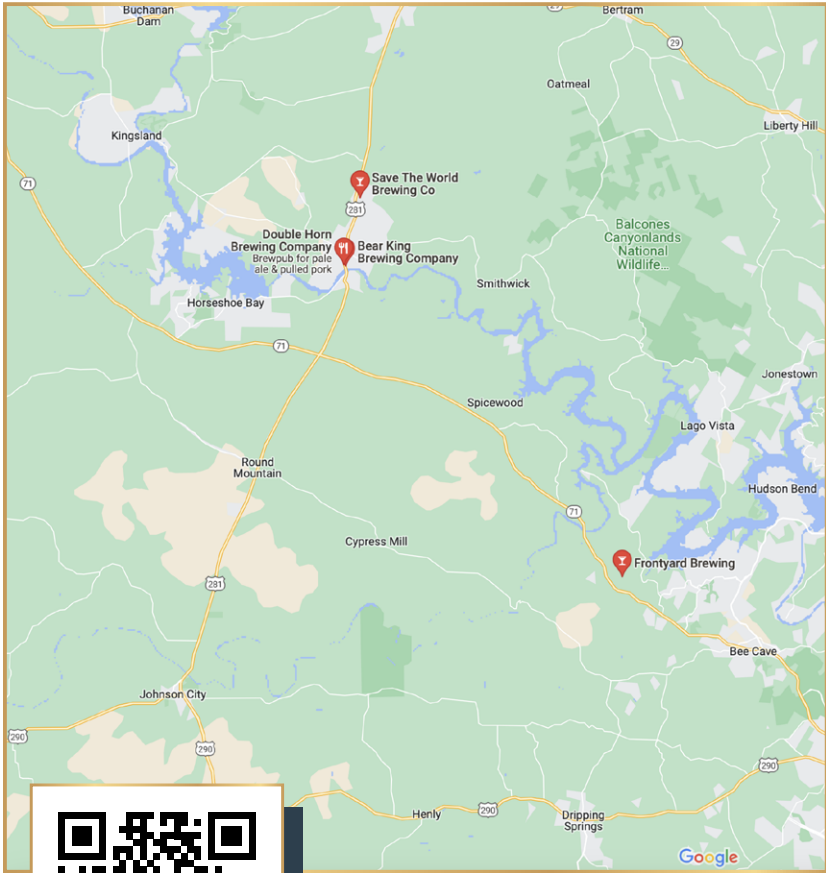 Buchanan
Dam
29
Bertram
29
Oatmeal
Liberty Hill
Kingsland
71
Save The World
Brewing Co
281
Balcones
Canyonlands
National
Wildlife...
Double Horn
Brewing Company
Brewpub for pale
ale & pulled pork
Bear King
Brewing Company
Smithwick
Horseshoe Bay
71
Jonestown
Spicewood
Lago Vista
Round
Mountain
Hudson Bend
71
Cypress Mill
Frontyard Brewing
281
Bee Cave
Johnson City
290
290
290
Henly
290
Dripping
Springs
Google